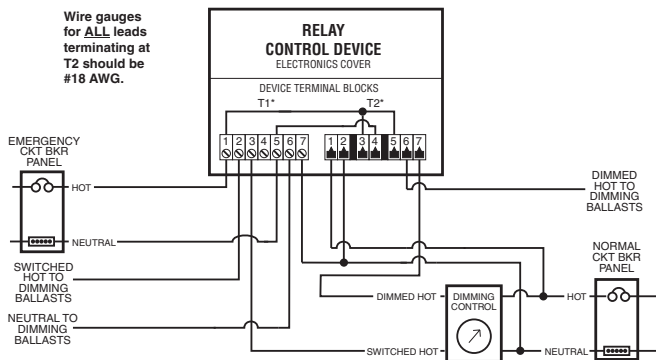 Wire gauges
for ALL leads
terminating at
T2 should be
#18 AWG.
RELAY
CONTROL DEVICE
ELECTRONICS COVER
DEVICE TERMINAL BLOCKS
T1* T2*
1 2 3 4 5 6 7 1 2 3 4 5 6 7
EMERGENCY
CKT BKR
PANEL
HOT
NEUTRAL
SWITCHED
HOT TO
DIMMING
BALLASTS
NEUTRAL TO
DIMMING
BALLASTS
DIMMED
HOT TO
DIMMING
BALLASTS
NORMAL
CKT BKR
PANEL
DIMMED HOT
DIMMING
CONTROL
HOT
SWITCHED HOT
NEUTRAL